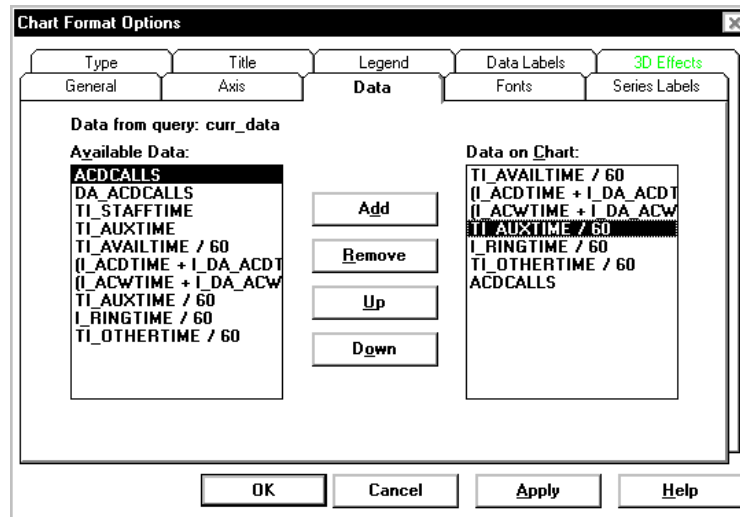 Chart Format Options
Type
Title
Legend
Data Labels
3D Effects
General
Axis
Data
Fonts
Series Labels
Data from query: curr_data
Available Data:
ACDCALLS
DA_ACDCALLS
TI_STAFFTIME
TI_AUXTIME
TI_AVAILTIME / 60
(I_ACDTIME + I_DA_ACDT
(I_ACWTIME + I_DA_ACW
TI_AUXTIME / 60
I_RINGTIME / 60
TI_OTHERTIME / 60
Add
Remove
Up
Down
Data on Chart:
TI_AVAILTIME / 60
(I_ACDTIME + I_DA_ACDT
(I_ACWTIME + I_DA_ACW
TI_AUXTIME / 60
I_RINGTIME / 60
TI_OTHERTIME / 60
ACDCALLS
OK
Cancel
Apply
Help